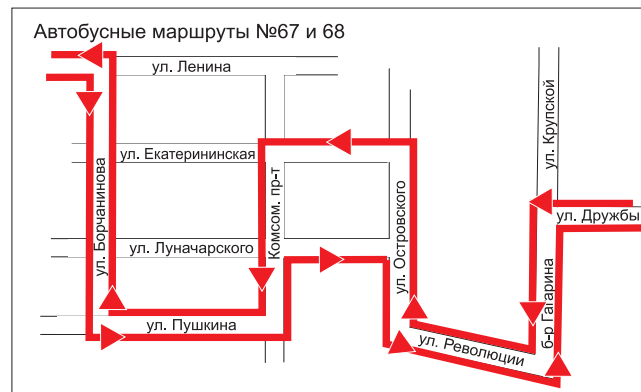 Автобусные маршруты №67 и 68
ул. Ленина
ул. Крупской
ул. Екатерининская
ул. Борчанинова
Комсом. пр-т
ул. Островского
ул. Дружбы
ул. Луначарского
б-р Гагарина
ул. Пушкина
ул. Революции